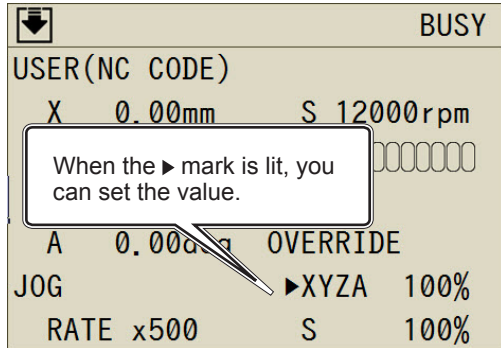 BUSY
USER(NC CODE)
X 0.00mm S 12000rpm
When the ▶ mark is lit, you
can set the value.
A 0.00deg OVERRIDE
JOG ▶XYZA 100%
RATE x500 S 100%